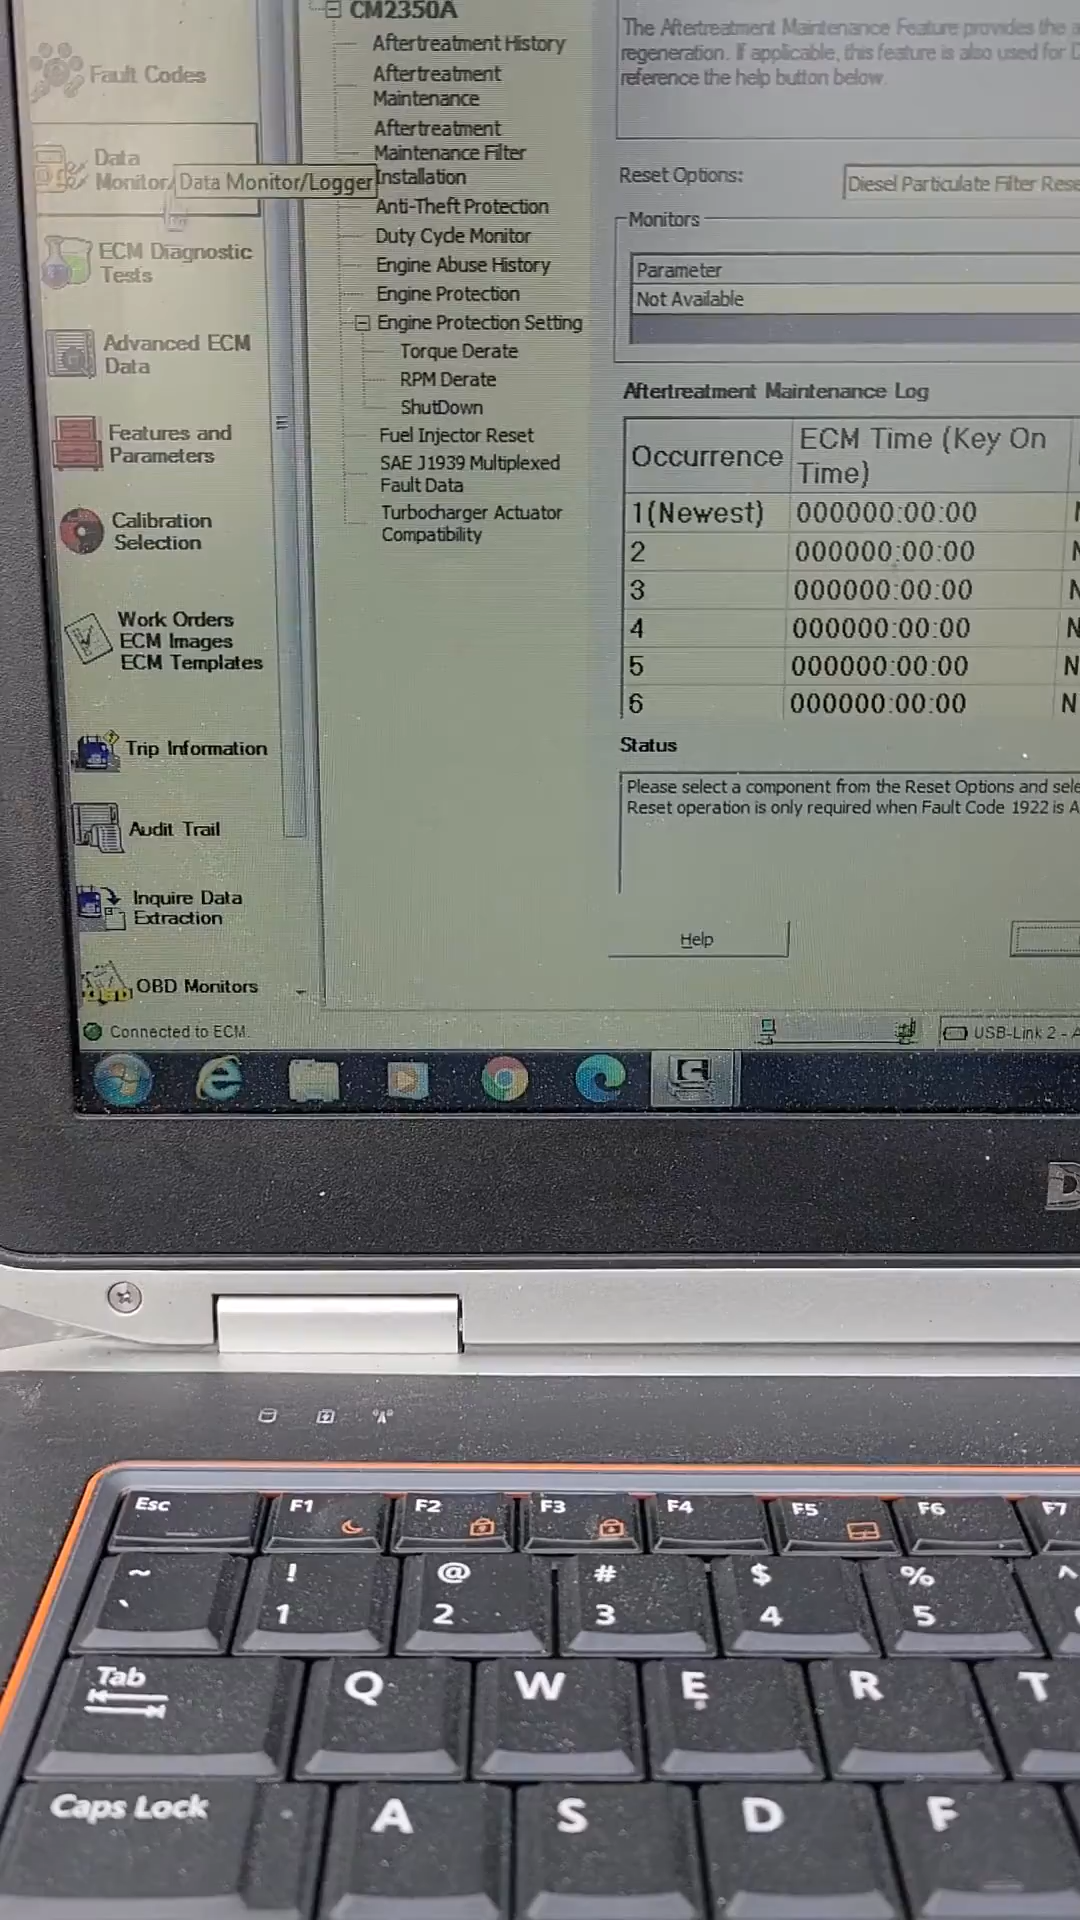 Fault Codes
Data
Monitor/
Data Monitor/Logger
ECM Diagnostic
Tests
Advanced ECM
Data
Features and
Parameters
Calibration
Selection
Work Orders
ECM Images
ECM Templates
Trip Information
Audit Trail
Inquire Data
Extraction
OBD Monitors
Connected to ECM.
CM2350A
Aftertreatment History
Aftertreatment
Maintenance
Aftertreatment
Maintenance Filter
Installation
Anti-Theft Protection
Duty Cycle Monitor
Engine Abuse History
Engine Protection
Engine Protection Setting
Torque Derate
RPM Derate
ShutDown
Fuel Injector Reset
SAE J1939 Multiplexed
Fault Data
Turbocharger Actuator
Compatibility
The Aftertreatment Maintenance Feature provides the a
regeneration. If applicable, this feature is also used for D
reference the help button below.
Reset Options:
Diesel Particulate Filter Rese
Monitors
Parameter
Not Available
Aftertreatment Maintenance Log
Occurrence ECM Time (Key On
Time)
1(Newest) 000000:00:00 N
2 000000:00:00 N
3 000000:00:00 N
4 000000:00:00 N
5 000000:00:00 N
6 000000:00:00 N
Status
Please select a component from the Reset Options and sele
Reset operation is only required when Fault Code 1922 is A
Help
USB-Link 2 - A
D
Esc F1 F2 F3 F4 F5 F6 F7
~ ! @ # $ % ^
` 1 2 3 4 5
Tab Q W E R T
Caps Lock A S D F